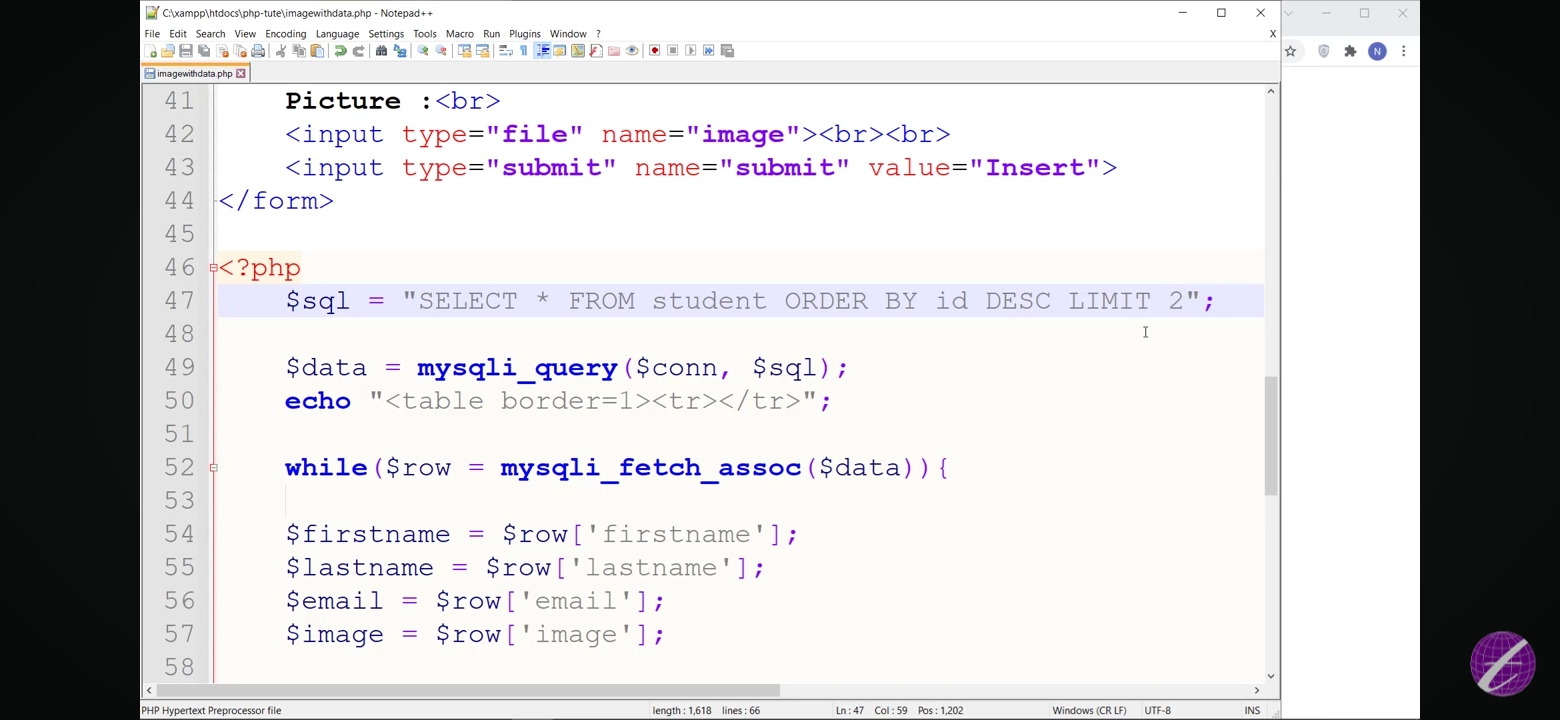 C:\xampp\htdocs\php-tute\imagewithdata.php - Notepad++
File Edit Search View Encoding Language Settings Tools Macro Run Plugins Window ? X
imagewithdata.php
N
41 Picture :<br>
42 <input type="file" name="image"><br><br>
43 <input type="submit" name="submit" value="Insert">
44 </form>
45
46 <?php
47 $sql = "SELECT * FROM student ORDER BY id DESC LIMIT 2";
48
49 $data = mysqli_query($conn, $sql);
50 echo "<table border=1><tr></tr>";
51
52 while($row = mysqli_fetch_assoc($data)){
53
54 $firstname = $row['firstname'];
55 $lastname = $row['lastname'];
56 $email = $row['email'];
57 $image = $row['image'];
58
PHP Hypertext Preprocessor file length : 1,618 lines : 66 Ln : 47 Col : 59 Pos : 1,202 Windows (CR LF) UTF-8 INS
t